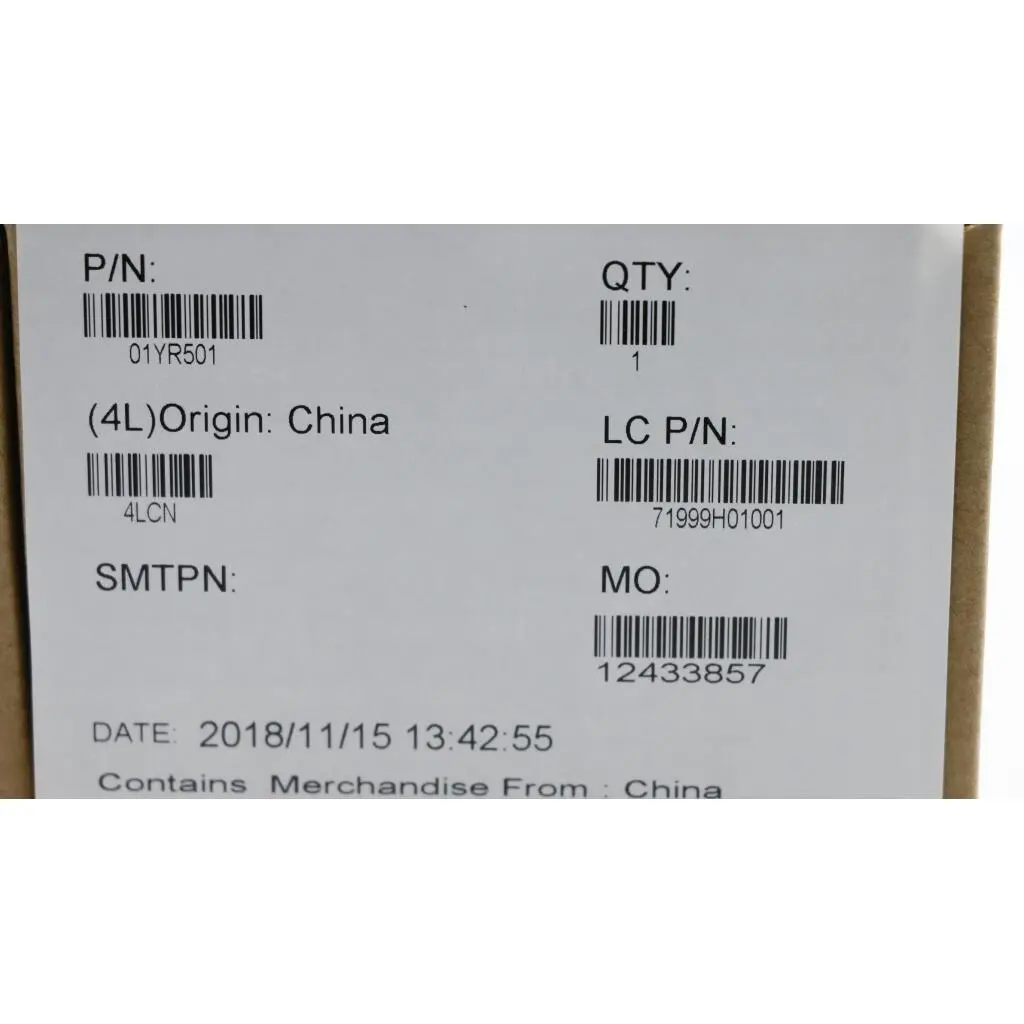 P/N:
01YR501
QTY:
1
(4L)Origin: China
4LCN
LC P/N:
71999H01001
SMTPN:
MO:
12433857
DATE: 2018/11/15 13:42:55
Contains Merchandise From : China